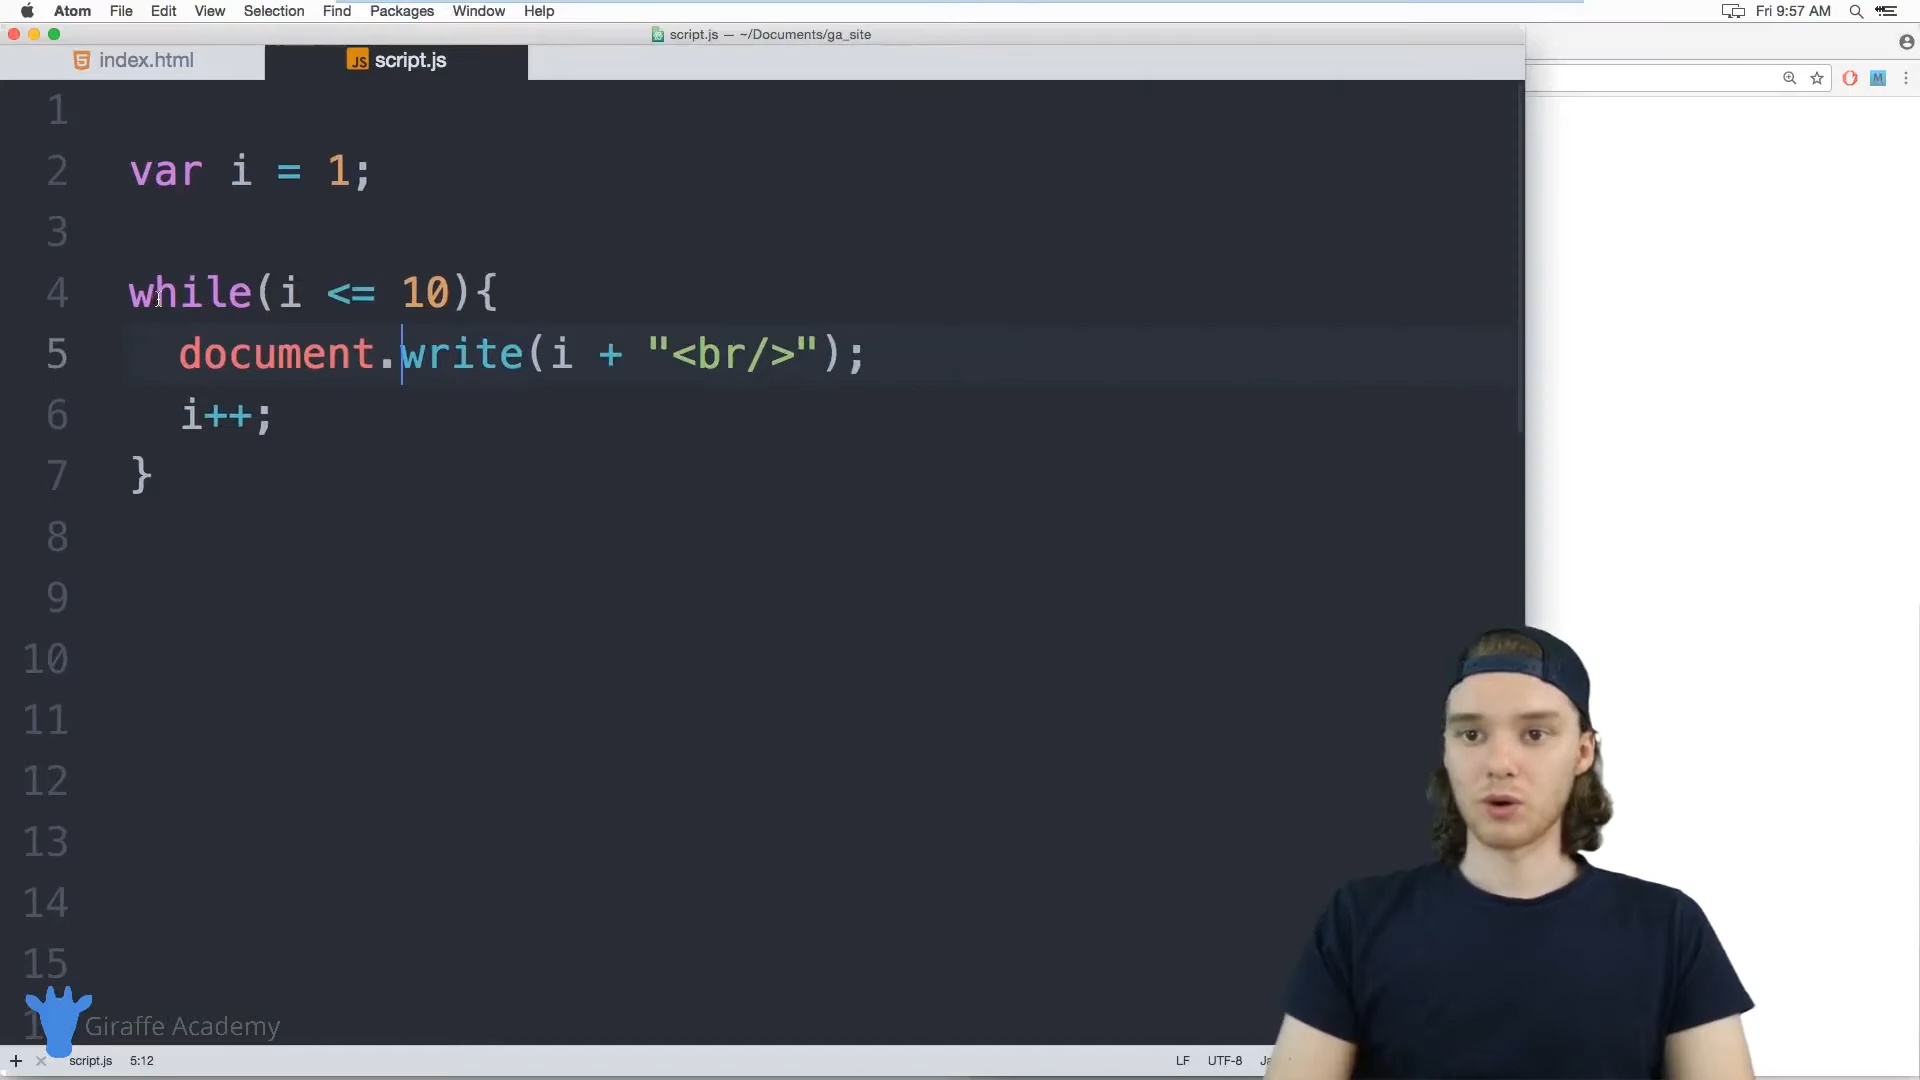 Atom File Edit View Selection Find Packages Window Help Fri 9:57 AM
script.js — ~/Documents/ga_site
index.html script.js
M
1
2 var i = 1;
3
4 while(i <= 10){
5 document.write(i + "<br/>");
6 i++;
7 }
8
9
10
11
12
13
14
15
Giraffe Academy
script.js 5:12 LF UTF-8